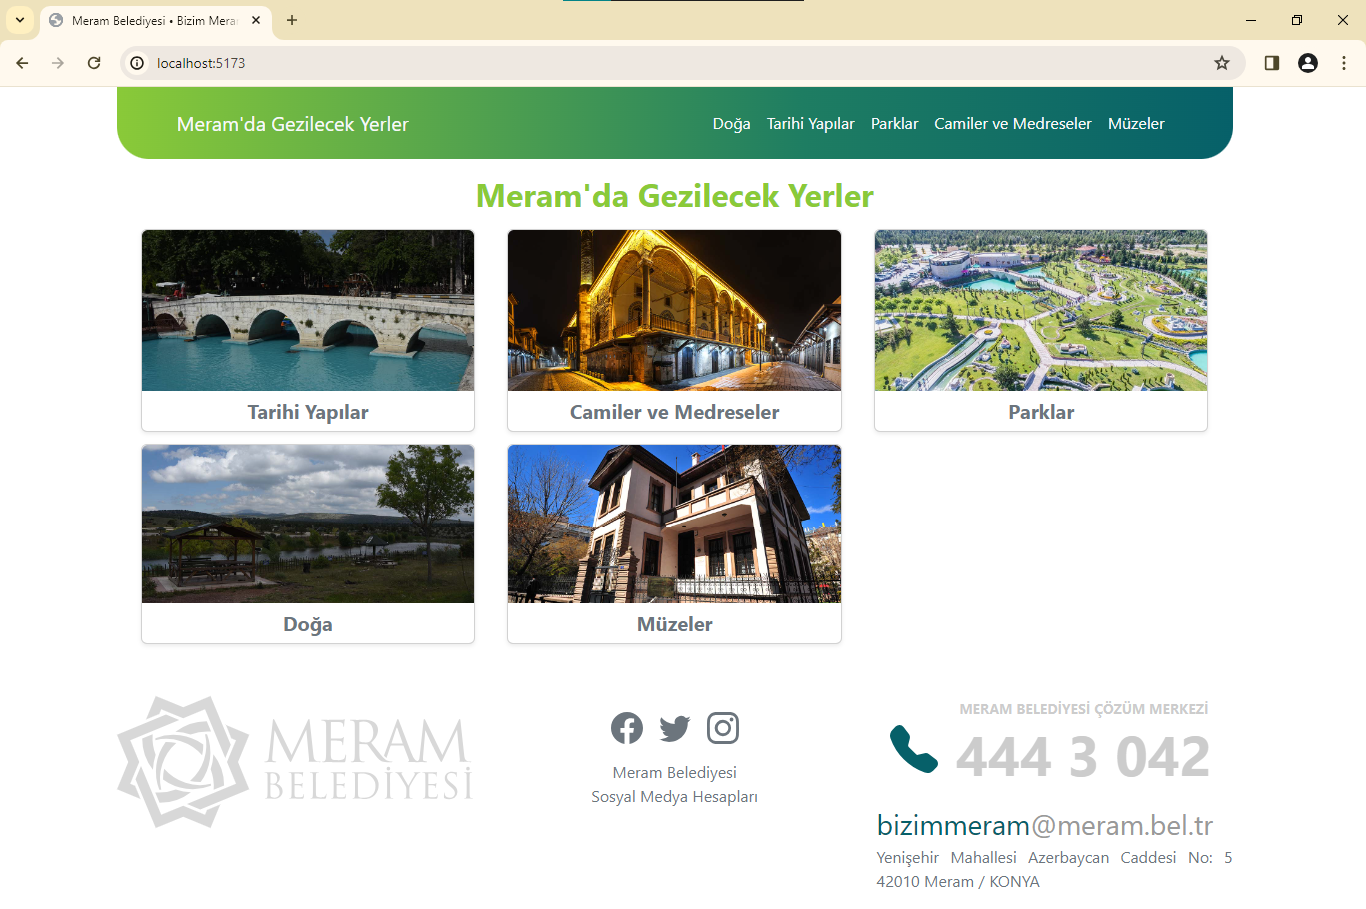 Meram Belediyesi • Bizim Mera
localhost:5173
Meram'da Gezilecek Yerler
Doğa Tarihi Yapılar Parklar Camiler ve Medreseler Müzeler
Meram'da Gezilecek Yerler
Tarihi Yapılar
Camiler ve Medreseler
Parklar
Doğa
Müzeler
MERAM
BELEDİYESİ
Meram Belediyesi
Sosyal Medya Hesapları
MERAM BELEDİYESİ ÇÖZÜM MERKEZİ
444 3 042
bizimmeram@meram.bel.tr
Yenişehir Mahallesi Azerbaycan Caddesi No: 5
42010 Meram / KONYA